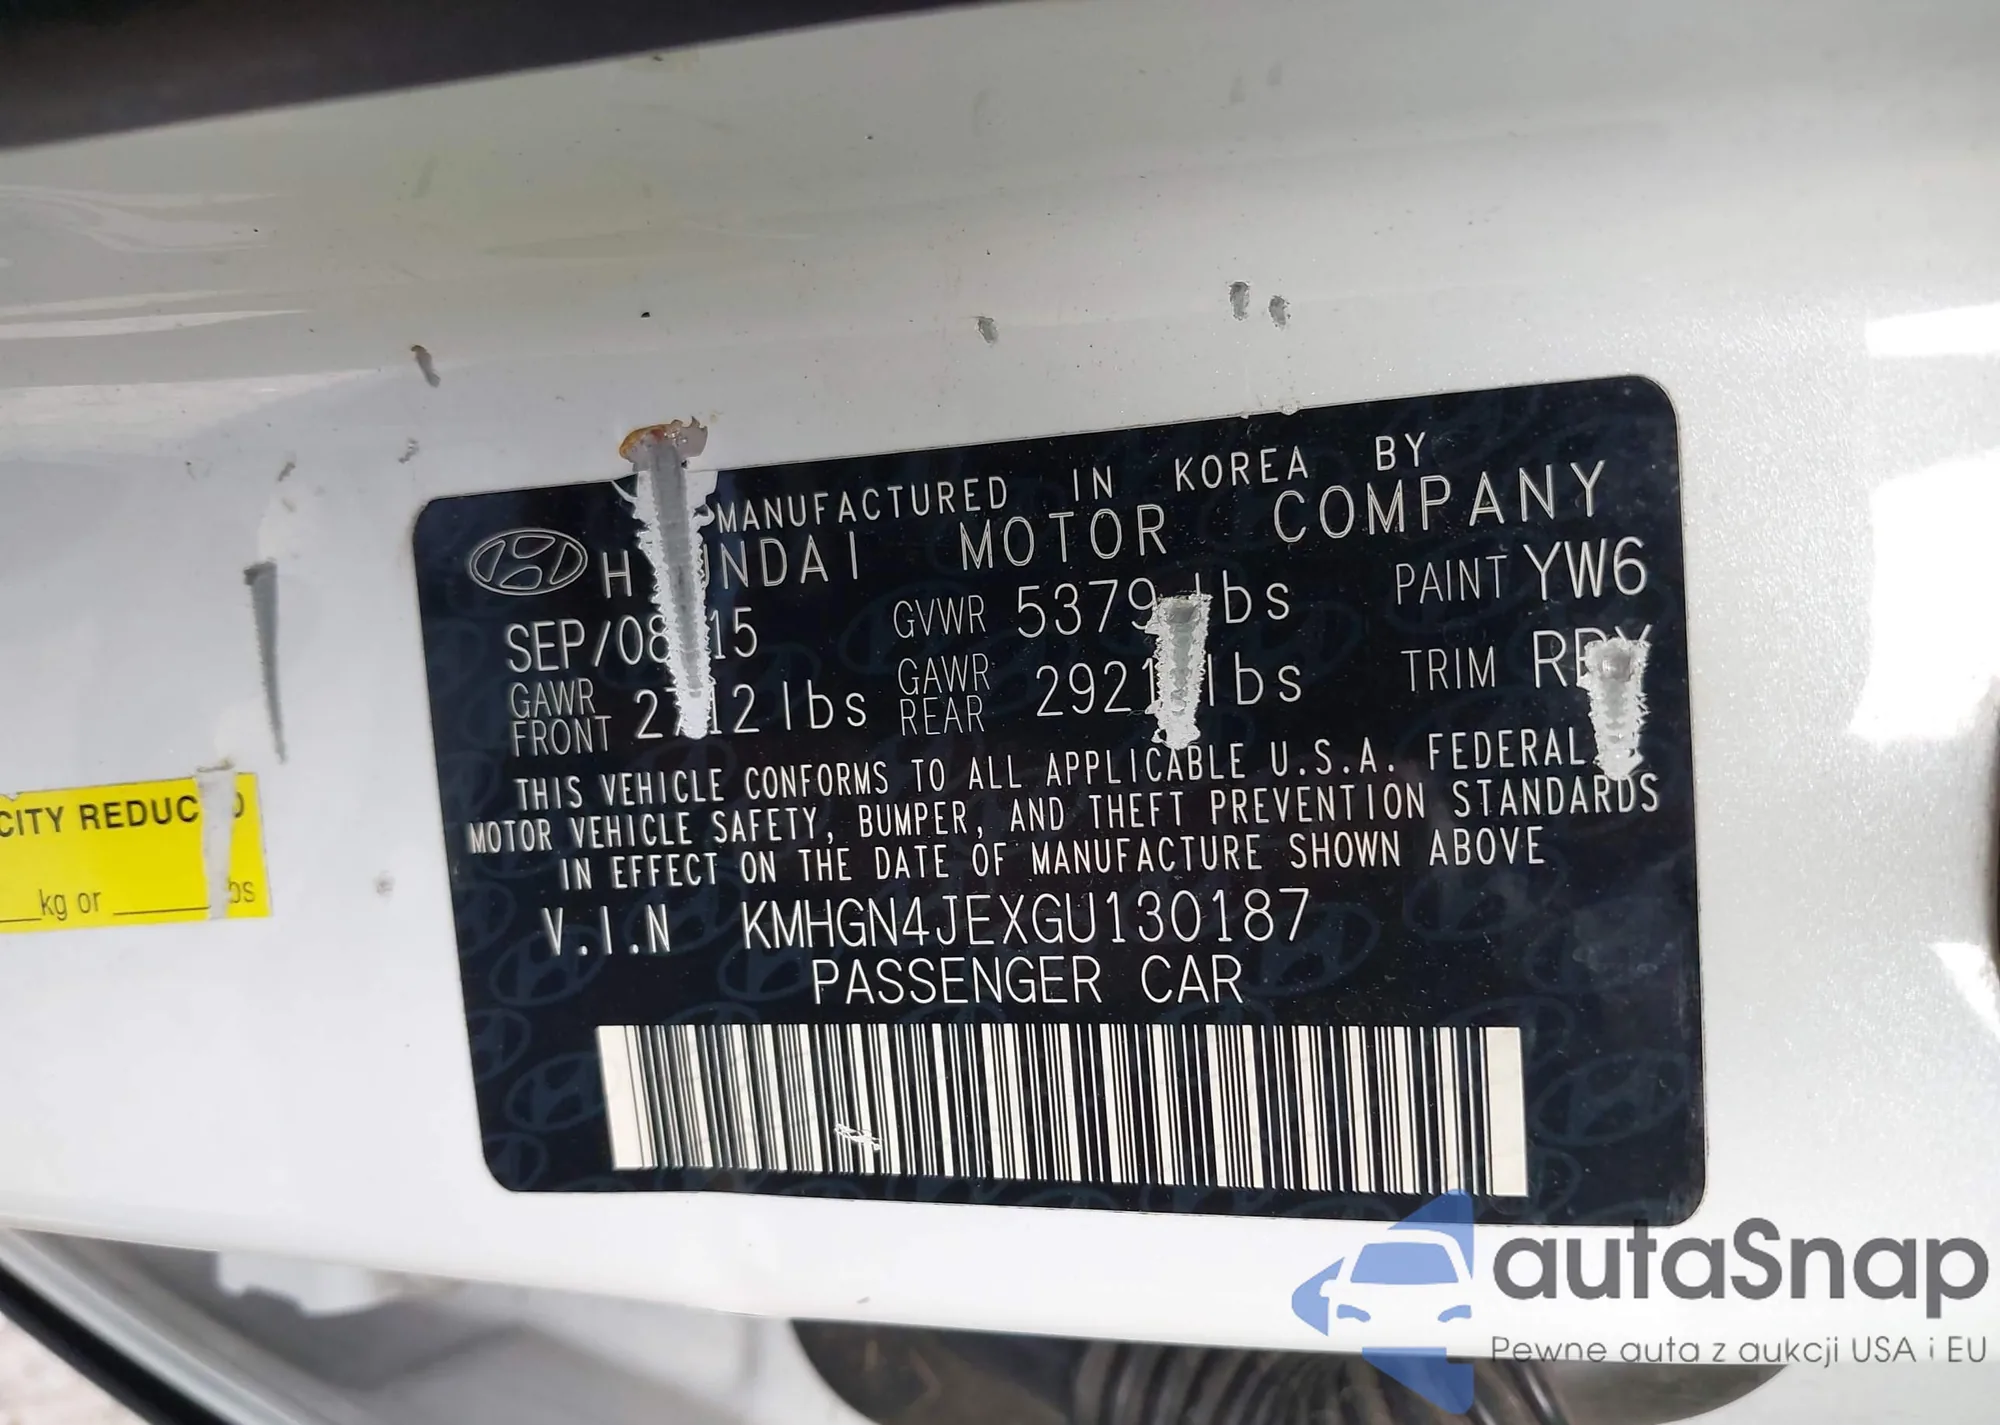 MANUFACTURED IN KOREA BY
HYUNDAI MOTOR COMPANY
SEP/08/15 GVWR 5379 lbs PAINT YW6
GAWR FRONT 2712 lbs GAWR REAR 2921 lbs TRIM
THIS VEHICLE CONFORMS TO ALL APPLICABLE U.S.A. FEDERAL
MOTOR VEHICLE SAFETY, BUMPER, AND THEFT PREVENTION STANDARDS
IN EFFECT ON THE DATE OF MANUFACTURE SHOWN ABOVE
V.I.N KMHGN4JEXGU130187
PASSENGER CAR
CITY REDUCED
kg or lbs
autaSnap
Pewne auta z aukcji USA i EU